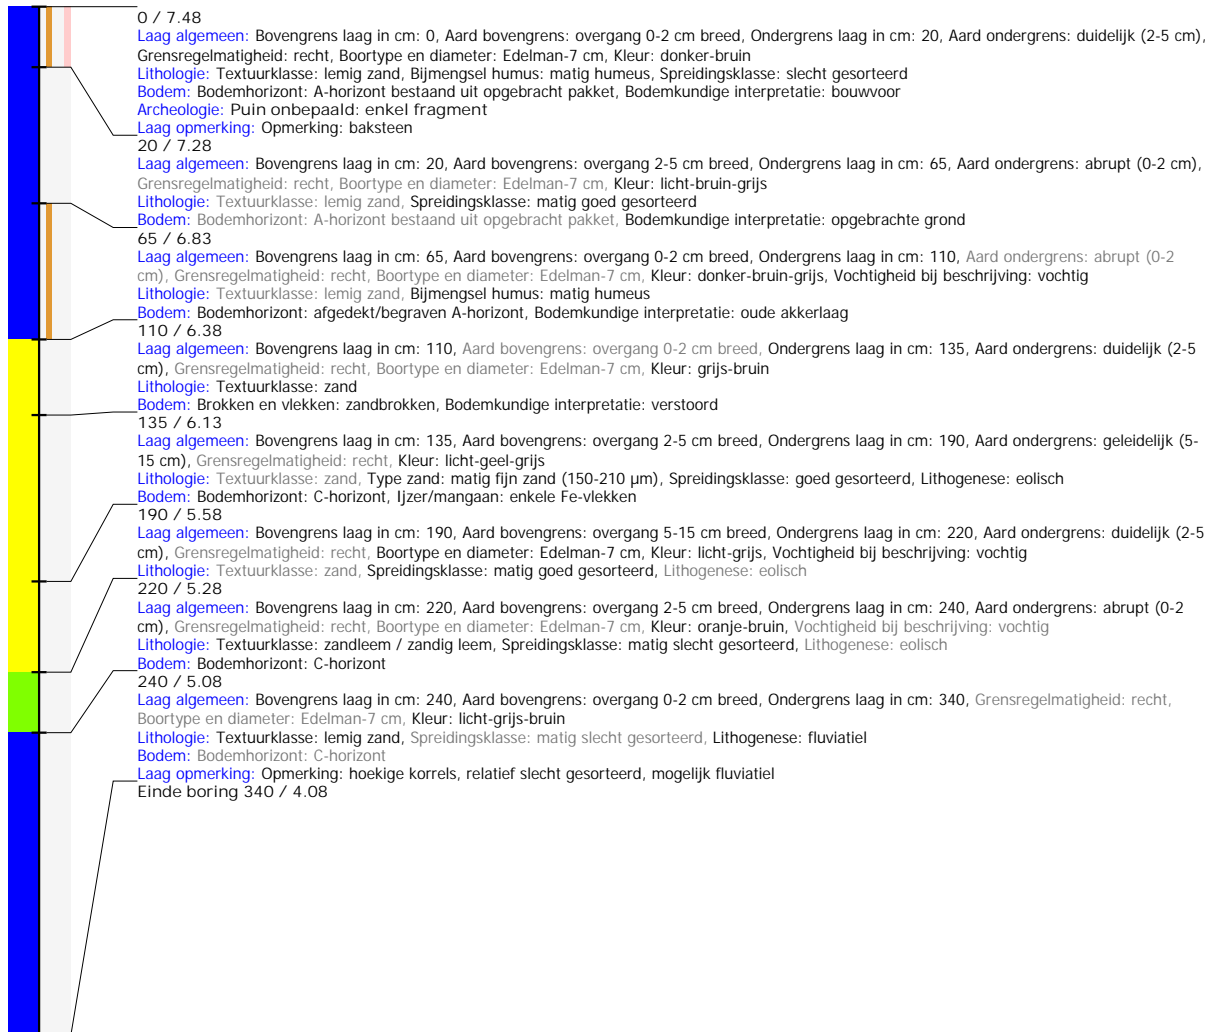 0 / 7.48
Laag algemeen: Bovengrens laag in cm: 0, Aard bovengrens: overgang 0-2 cm breed, Ondergrens laag in cm: 20, Aard ondergrens: duidelijk (2-5 cm),
Grensregelmatigheid: recht, Boortype en diameter: Edelman-7 cm, Kleur: donker-bruin
Lithologie: Textuurklasse: lemig zand, Bijmengsel humus: matig humeus, Spreidingsklasse: slecht gesorteerd
Bodem: Bodemhorizont: A-horizont bestaand uit opgebracht pakket, Bodemkundige interpretatie: bouwvoor
Archeologie: Puin onbepaald: enkel fragment
Laag opmerking: Opmerking: baksteen
20 / 7.28
Laag algemeen: Bovengrens laag in cm: 20, Aard bovengrens: overgang 2-5 cm breed, Ondergrens laag in cm: 65, Aard ondergrens: abrupt (0-2 cm),
Grensregelmatigheid: recht, Boortype en diameter: Edelman-7 cm, Kleur: licht-bruin-grijs
Lithologie: Textuurklasse: lemig zand, Spreidingsklasse: matig goed gesorteerd
Bodem: Bodemhorizont: A-horizont bestaand uit opgebracht pakket, Bodemkundige interpretatie: opgebrachte grond
65 / 6.83
Laag algemeen: Bovengrens laag in cm: 65, Aard bovengrens: overgang 0-2 cm breed, Ondergrens laag in cm: 110, Aard ondergrens: abrupt (0-2
cm), Grensregelmatigheid: recht, Boortype en diameter: Edelman-7 cm, Kleur: donker-bruin-grijs, Vochtigheid bij beschrijving: vochtig
Lithologie: Textuurklasse: lemig zand, Bijmengsel humus: matig humeus
Bodem: Bodemhorizont: afgedekt/begraven A-horizont, Bodemkundige interpretatie: oude akkerlaag
110 / 6.38
Laag algemeen: Bovengrens laag in cm: 110, Aard bovengrens: overgang 0-2 cm breed, Ondergrens laag in cm: 135, Aard ondergrens: duidelijk (2-5
cm), Grensregelmatigheid: recht, Boortype en diameter: Edelman-7 cm, Kleur: grijs-bruin
Lithologie: Textuurklasse: zand
Bodem: Brokken en vlekken: zandbrokken, Bodemkundige interpretatie: verstoord
135 / 6.13
Laag algemeen: Bovengrens laag in cm: 135, Aard bovengrens: overgang 2-5 cm breed, Ondergrens laag in cm: 190, Aard ondergrens: geleidelijk (5-
15 cm), Grensregelmatigheid: recht, Kleur: licht-geel-grijs
Lithologie: Textuurklasse: zand, Type zand: matig fijn zand (150-210 µm), Spreidingsklasse: goed gesorteerd, Lithogenese: eolisch
Bodem: Bodemhorizont: C-horizont, Ijzer/mangaan: enkele Fe-vlekken
190 / 5.58
Laag algemeen: Bovengrens laag in cm: 190, Aard bovengrens: overgang 5-15 cm breed, Ondergrens laag in cm: 220, Aard ondergrens: duidelijk (2-5
cm), Grensregelmatigheid: recht, Boortype en diameter: Edelman-7 cm, Kleur: licht-grijs, Vochtigheid bij beschrijving: vochtig
Lithologie: Textuurklasse: zand, Spreidingsklasse: matig goed gesorteerd, Lithogenese: eolisch
220 / 5.28
Laag algemeen: Bovengrens laag in cm: 220, Aard bovengrens: overgang 2-5 cm breed, Ondergrens laag in cm: 240, Aard ondergrens: abrupt (0-2
cm), Grensregelmatigheid: recht, Boortype en diameter: Edelman-7 cm, Kleur: oranje-bruin, Vochtigheid bij beschrijving: vochtig
Lithologie: Textuurklasse: zandleem / zandig leem, Spreidingsklasse: matig slecht gesorteerd, Lithogenese: eolisch
Bodem: Bodemhorizont: C-horizont
240 / 5.08
Laag algemeen: Bovengrens laag in cm: 240, Aard bovengrens: overgang 0-2 cm breed, Ondergrens laag in cm: 340, Grensregelmatigheid: recht,
Boortype en diameter: Edelman-7 cm, Kleur: licht-grijs-bruin
Lithologie: Textuurklasse: lemig zand, Spreidingsklasse: matig slecht gesorteerd, Lithogenese: fluviatiel
Bodem: Bodemhorizont: C-horizont
Laag opmerking: Opmerking: hoekige korrels, relatief slecht gesorteerd, mogelijk fluviatiel
Einde boring 340 / 4.08